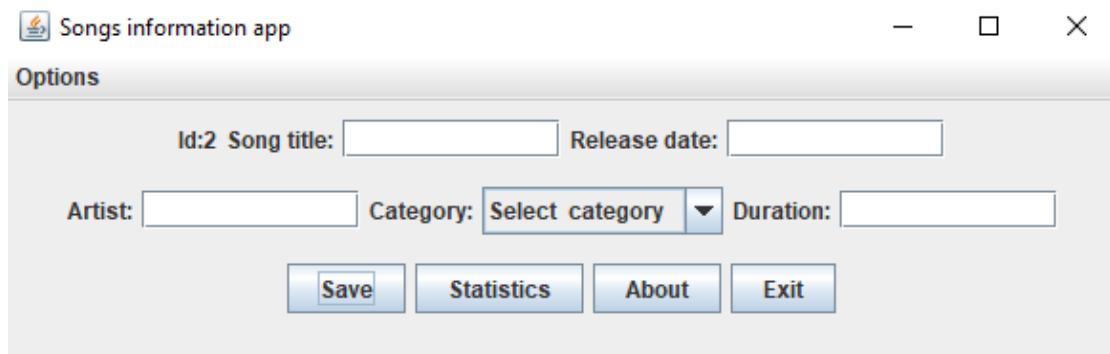 Songs information app
Options
Id:2 Song title: Release date:
Artist: Category: Select category Duration:
Save Statistics About Exit